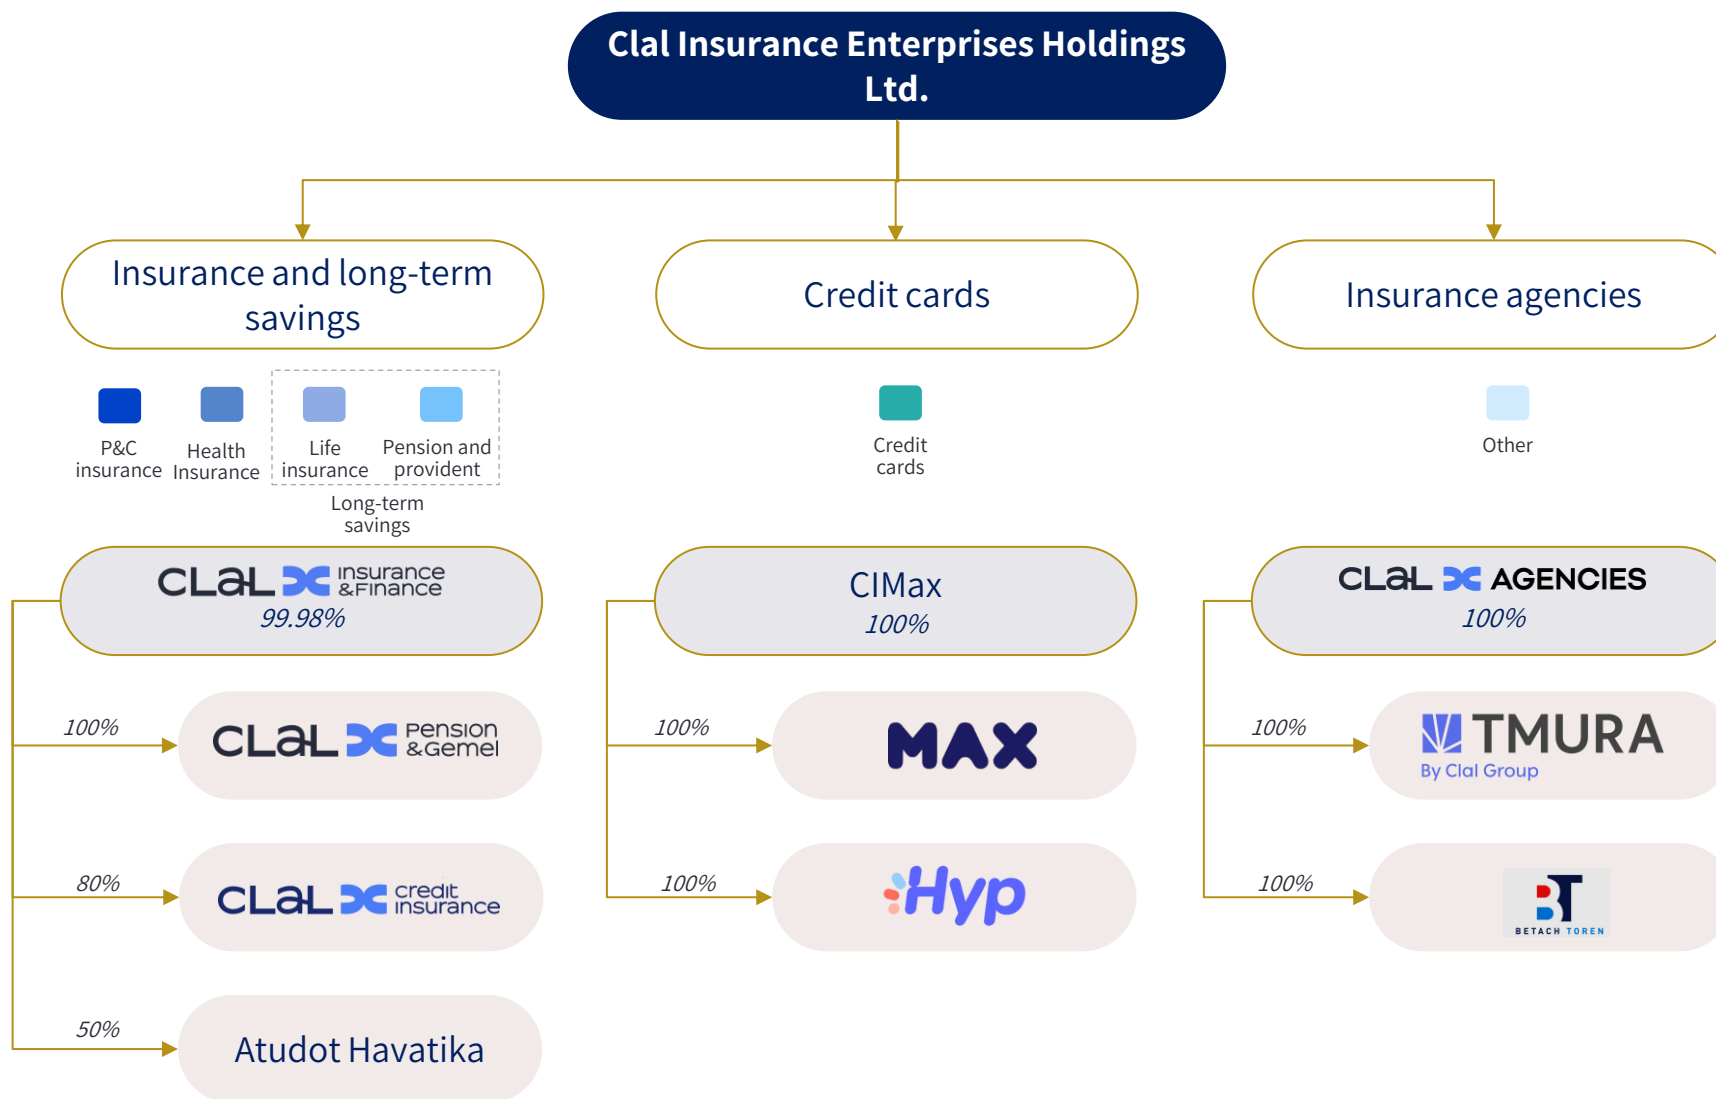 Clal Insurance Enterprises Holdings
Ltd.
Insurance and long-term
savings
Credit cards
Insurance agencies
P&C
insurance
Health
Insurance
Life
insurance
Pension and
provident
Long-term
savings
Credit
cards
Other
CLaL insurance
&Finance
99.98%
CIMax
100%
CLaL AGENCIES
100%
100%
CLaL Pension
&Gemel
100%
MAX
100%
TMURA
By Clal Group
80%
CLaL credit
insurance
100%
Hyp
100%
BT
BETACH TOREN
50%
Atudot Havatika